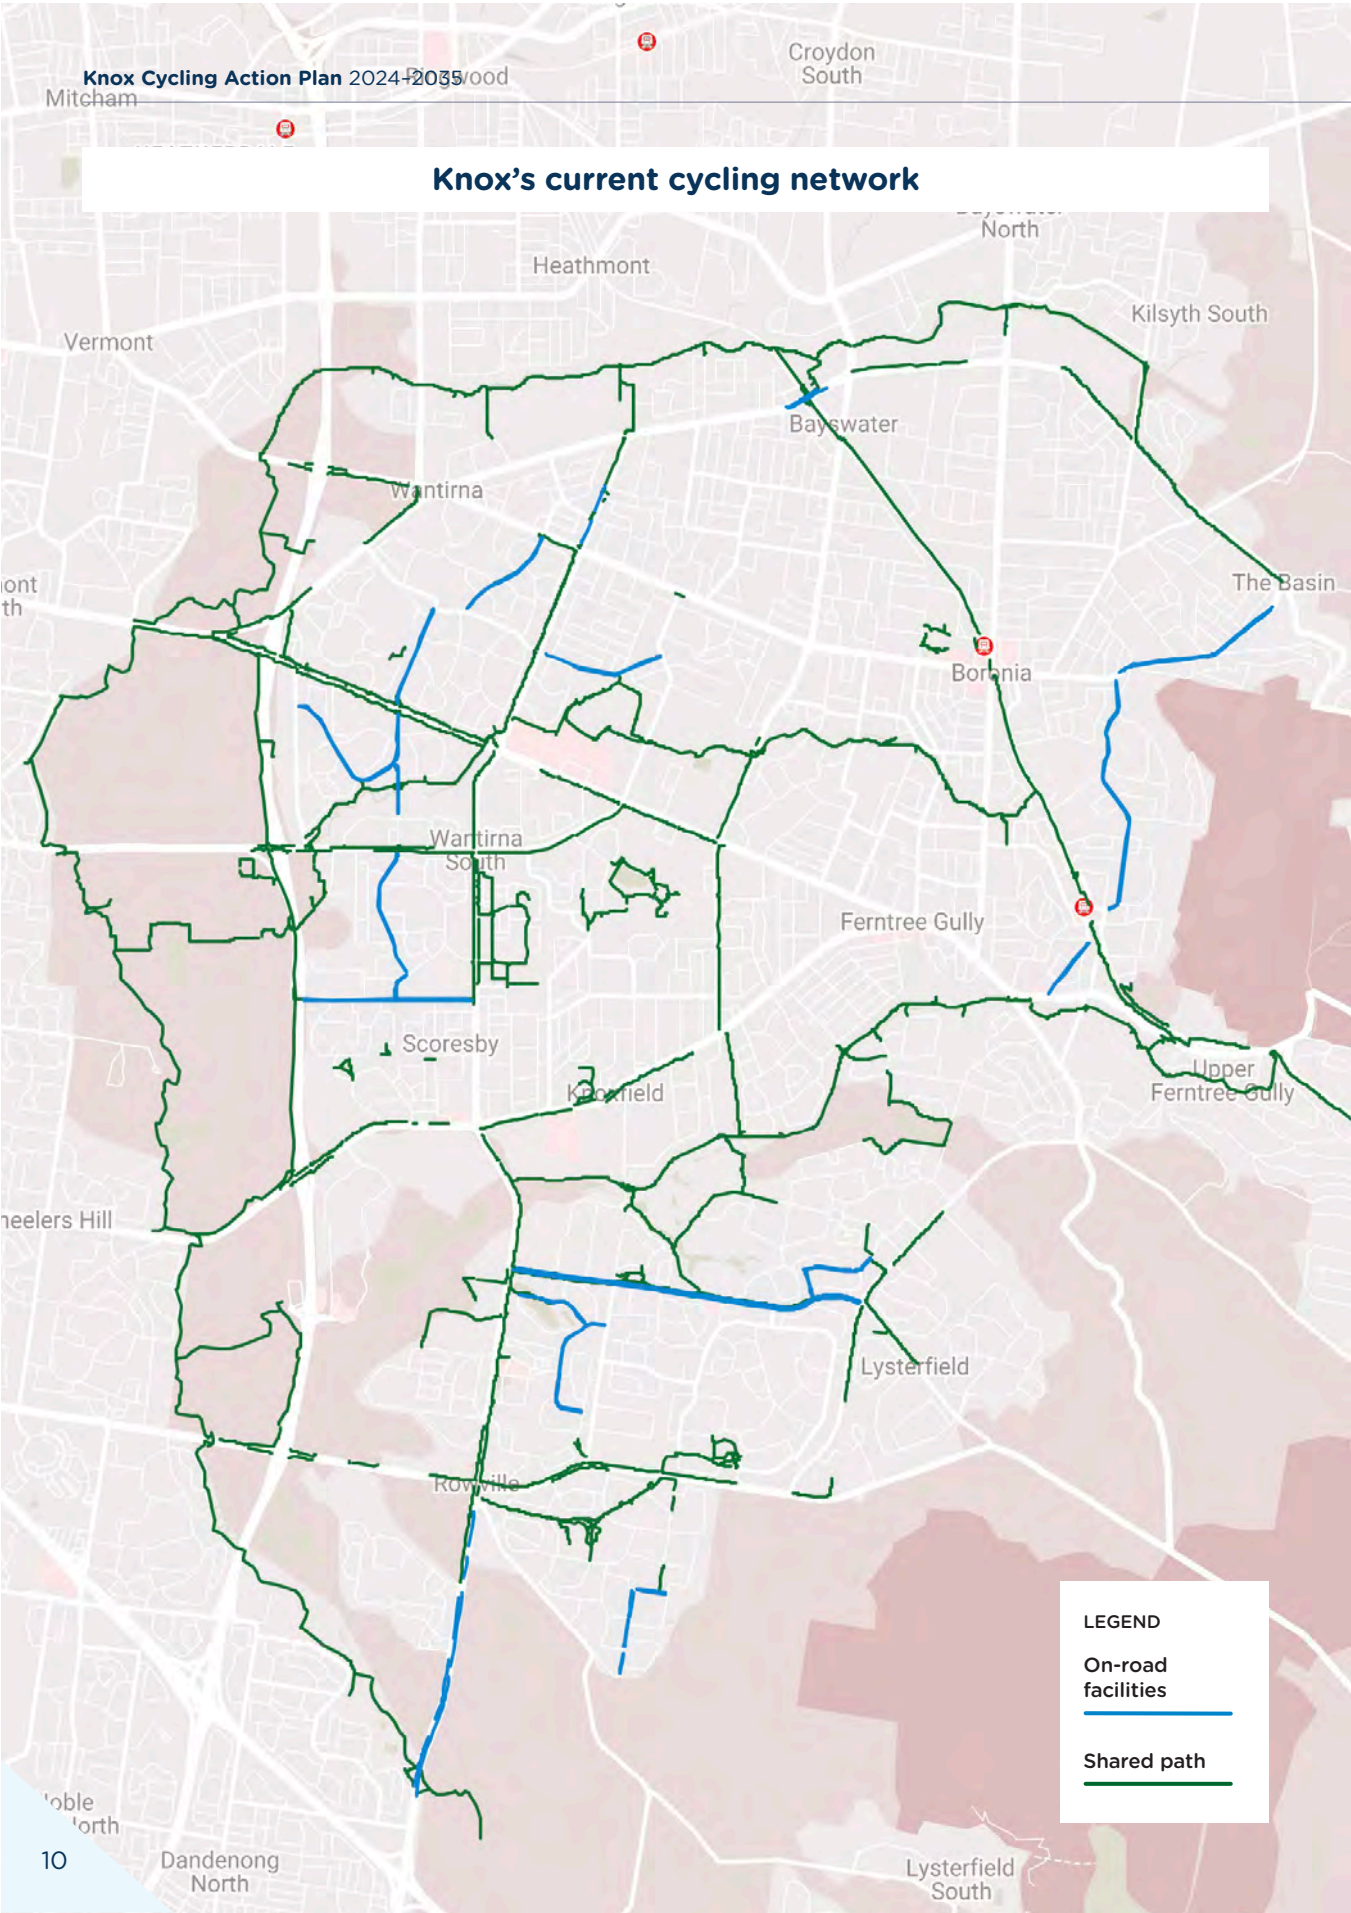 Croydon
South
Knox Cycling Action Plan 2024–2035
Mitcham
Knox's current cycling network
North
Heathmont
Kilsyth South
Vermont
Bayswater
Wantirna
The Basin
Boronia
Wantirna
South
Ferntree Gully
Scoresby
Knoxfield
Upper
Ferntree Gully
heelers Hill
Lysterfield
Rowville
LEGEND
On-road
facilities
Shared path
10
Dandenong
North
Lysterfield
South